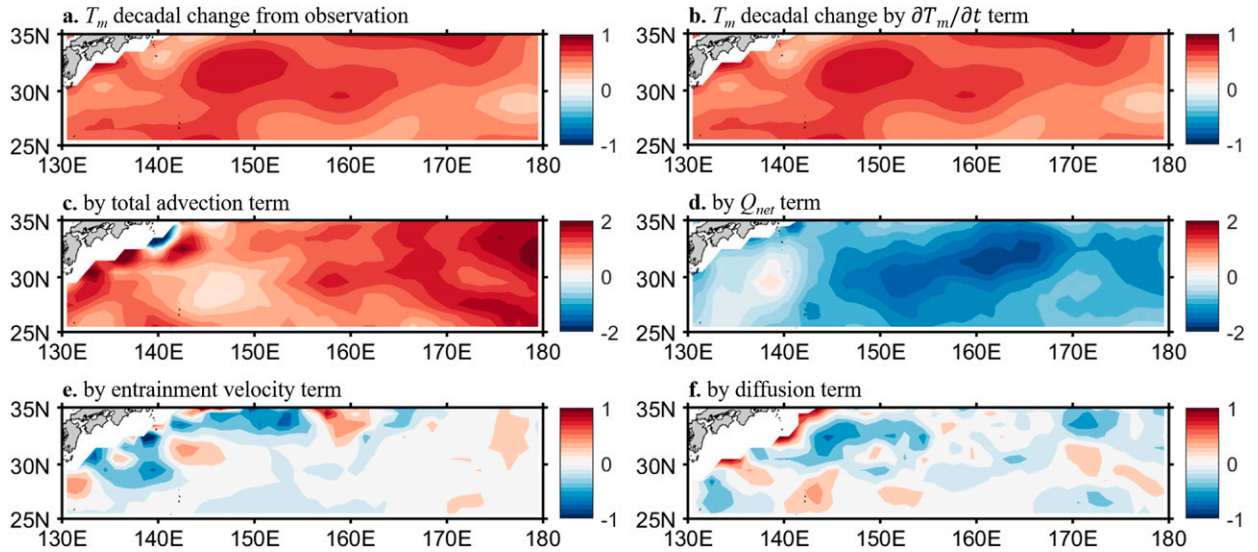 a. Tm decadal change from observation
35N
30N
25N
130E 140E 150E 160E 170E 180
1
0
-1
b. Tm decadal change by ∂Tm/∂t term
35N
30N
25N
130E 140E 150E 160E 170E 180
1
0
-1
c. by total advection term
35N
30N
25N
130E 140E 150E 160E 170E 180
2
0
-2
d. by Qnet term
35N
30N
25N
130E 140E 150E 160E 170E 180
2
0
-2
e. by entrainment velocity term
35N
30N
25N
130E 140E 150E 160E 170E 180
1
0
-1
f. by diffusion term
35N
30N
25N
130E 140E 150E 160E 170E 180
1
0
-1